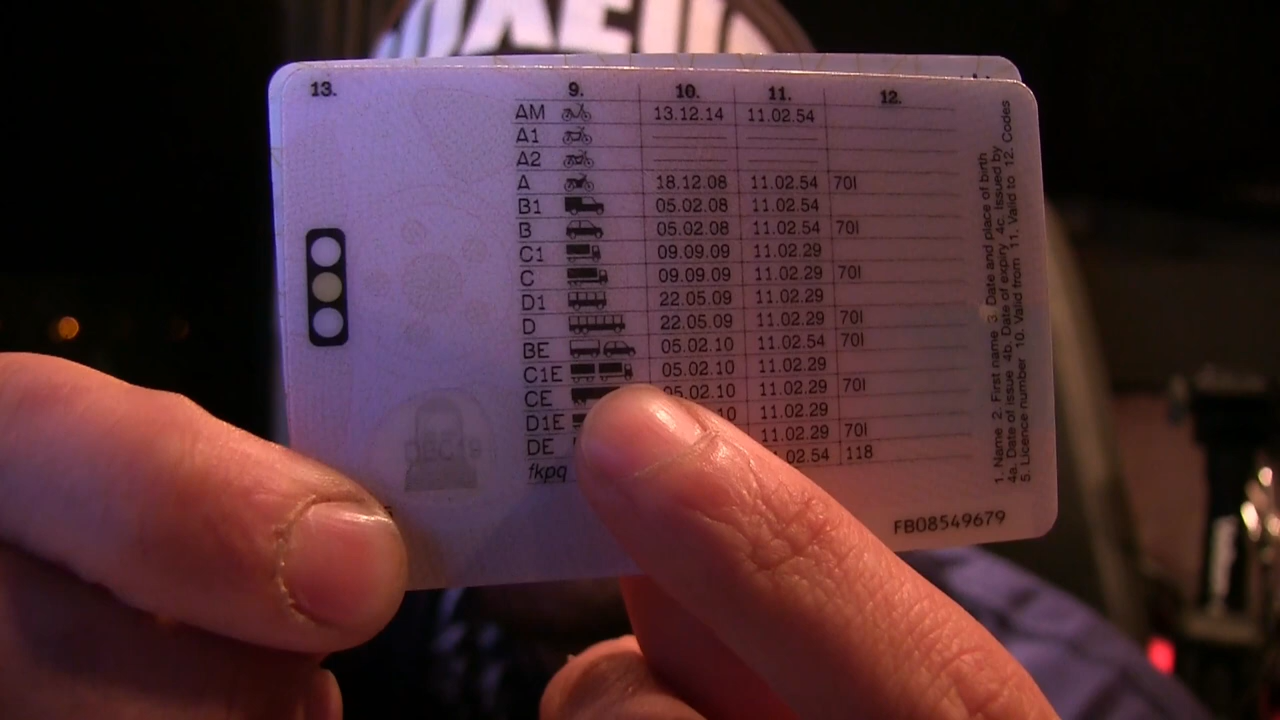 13. 9. 10. 11. 12.
AM 13.12.14 11.02.54
A1
A2
A 18.12.08 11.02.54 70I
B1 05.02.08 11.02.54
B 05.02.08 11.02.54 70I
C1 09.09.09 11.02.29
C 09.09.09 11.02.29 70I
D1 22.05.09 11.02.29
D 22.05.09 11.02.29 70I
BE 05.02.10 11.02.54 70I
C1E 05.02.10 11.02.29
CE 05.02.10 11.02.29 70I
D1E 10 11.02.29
DE 11.02.29 70I
fkpq .02.54 118
DEC19
1. Name 2. First name 3. Date and place of birth
4a. Date of issue 4b. Date of expiry 4c. Issued by
5. Licence number 10. Valid from 11. Valid to 12. Codes
FB08549679